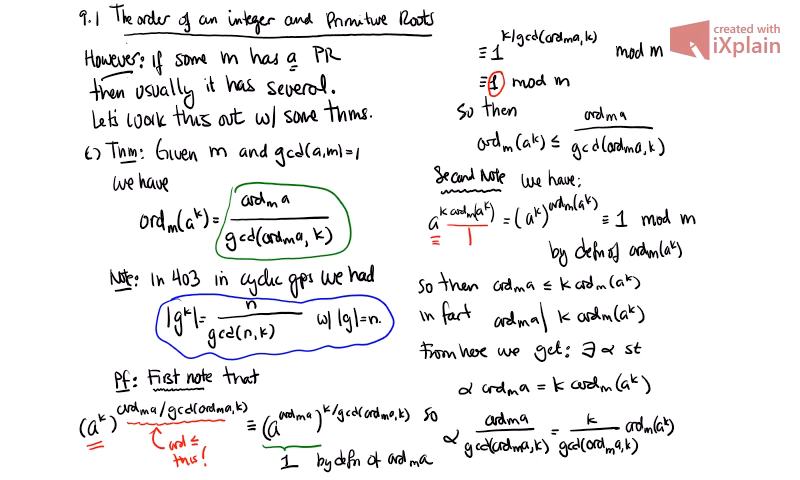 9.1 The order of an integer and Primitive Roots
However: if some m has a PR
then usually it has several.
Let's work this out w/ some thms.
(c) Thm: Given m and gcd(a,m)=1
we have
ord_m(a^k) = ord_m a / gcd(ord_m a, k)
Note: In 403 in cyclic gps we had
|g^k| = n / gcd(n,k) w/ |g|=n.
Pf: First note that
(a^k)^(ord_m a/gcd(ord_m a,k)) ≡ (a^(ord_m a))^(k/gcd(ord_m a,k)) so
ord ≤
this!
1 by defn of ord_m a
≡ 1^(k/gcd(ord_m a,k)) mod m
≡ 1 mod m
So then
ord_m(a^k) ≤ ord_m a / gcd(ord_m a,k)
Second Note we have:
a^(k ord_m(a^k)) = (a^k)^(ord_m(a^k)) ≡ 1 mod m
by defn of ord_m(a^k)
So then ord_m a ≤ k ord_m(a^k)
in fact ord_m a | k ord_m(a^k)
From here we get: ∃ α st
α ord_m a = k ord_m(a^k)
α ord_m a / gcd(ord_m a,k) = k / gcd(ord_m a,k) ord_m(a^k)
created with
iXplain